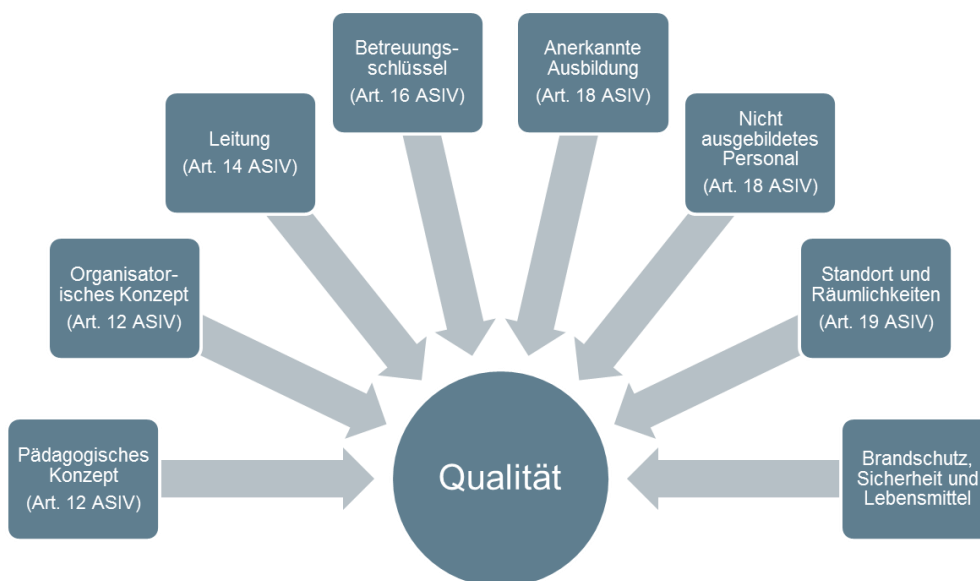 Betreuungs-
schlüssel
(Art. 16 ASIV)
Anerkannte
Ausbildung
(Art. 18 ASIV)
Leitung
(Art. 14 ASIV)
Nicht
ausgebildetes
Personal
(Art. 18 ASIV)
Organisator-
isches Konzept
(Art. 12 ASIV)
Standort und
Räumlichkeiten
(Art. 19 ASIV)
Pädagogisches
Konzept
(Art. 12 ASIV)
Qualität
Brandschutz,
Sicherheit und
Lebensmittel